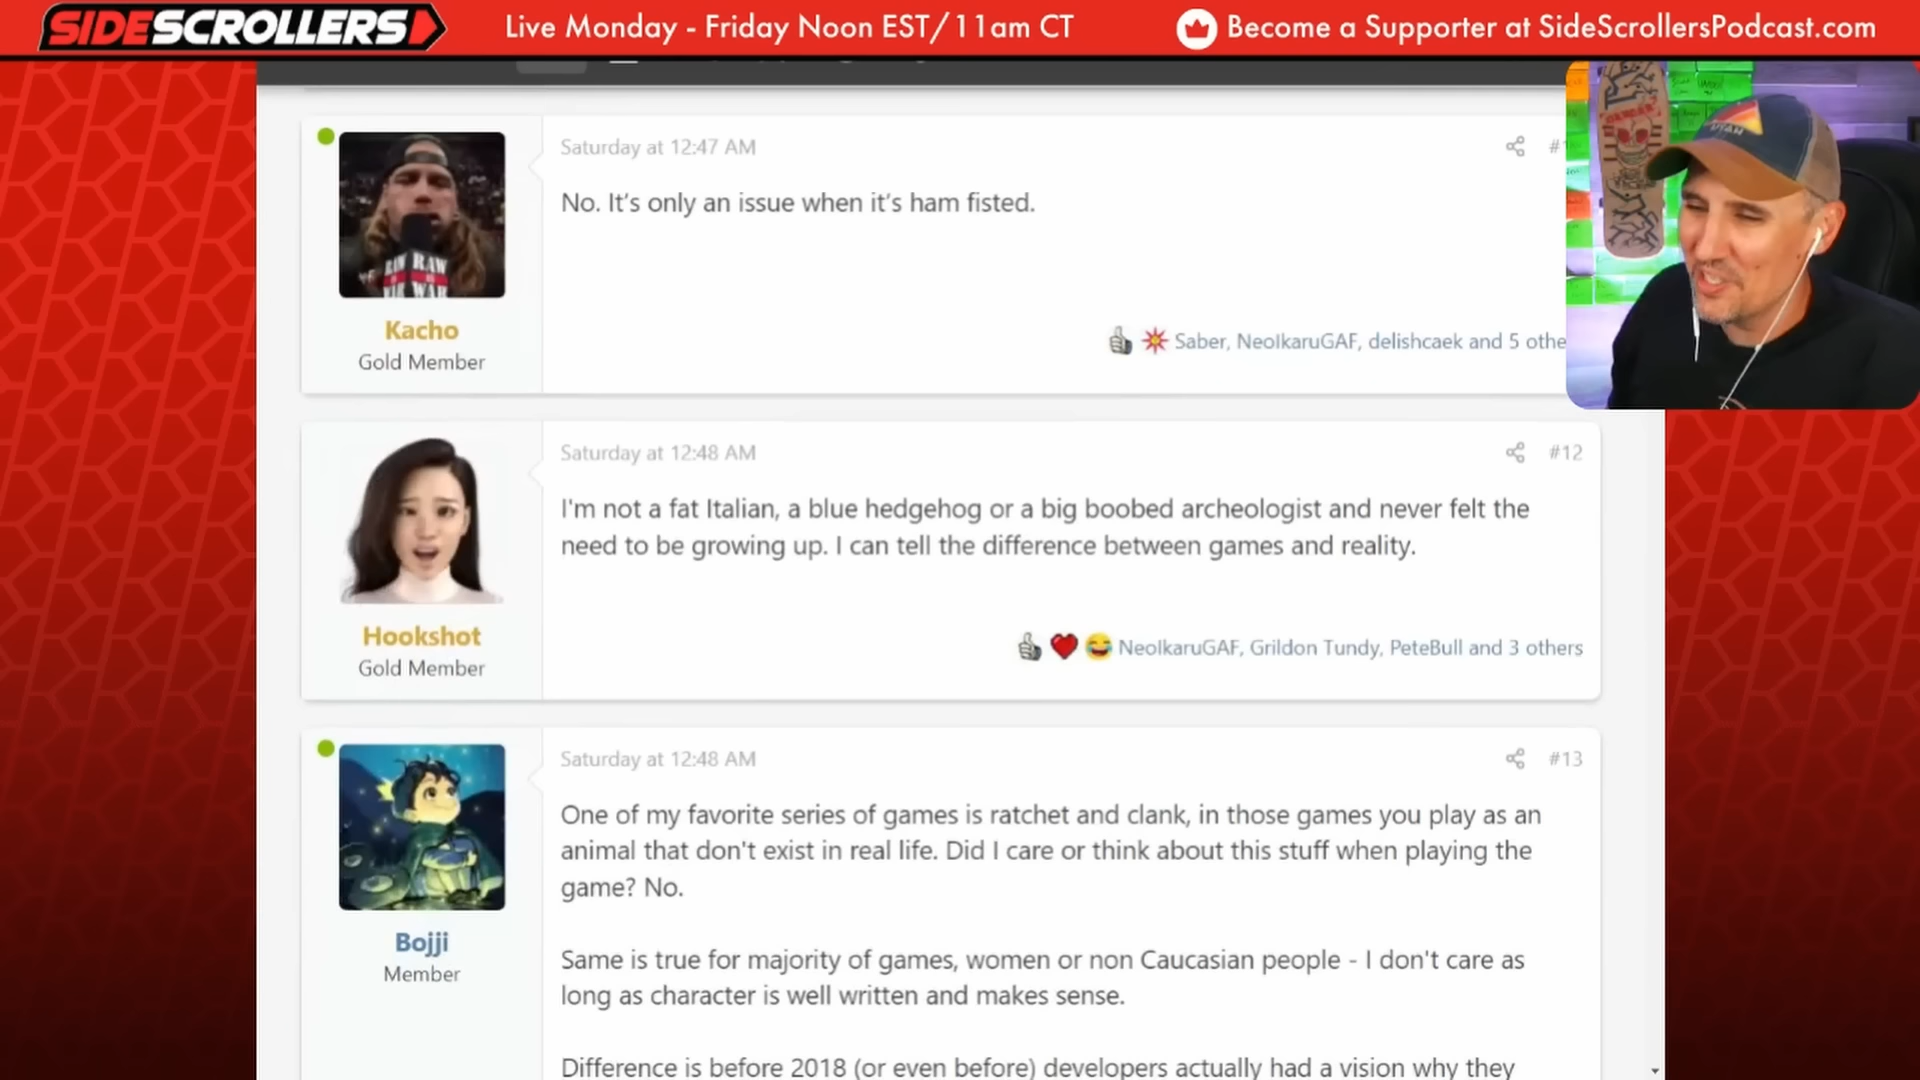 SIDESCROLLERS
Live Monday - Friday Noon EST/11am CT
Become a Supporter at SideScrollersPodcast.com
Saturday at 12:47 AM
No. It's only an issue when it's ham fisted.
Saber, NeoIkaruGAF, delishcaek and 5 othe
Kacho
Gold Member
Saturday at 12:48 AM
#12
I'm not a fat Italian, a blue hedgehog or a big boobed archeologist and never felt the
need to be growing up. I can tell the difference between games and reality.
NeoIkaruGAF, Grildon Tundy, PeteBull and 3 others
Hookshot
Gold Member
Saturday at 12:48 AM
#13
One of my favorite series of games is ratchet and clank, in those games you play as an
animal that don't exist in real life. Did I care or think about this stuff when playing the
game? No.
Bojji
Member
Same is true for majority of games, women or non Caucasian people - I don't care as
long as character is well written and makes sense.
Difference is before 2018 (or even before) developers actually had a vision why they